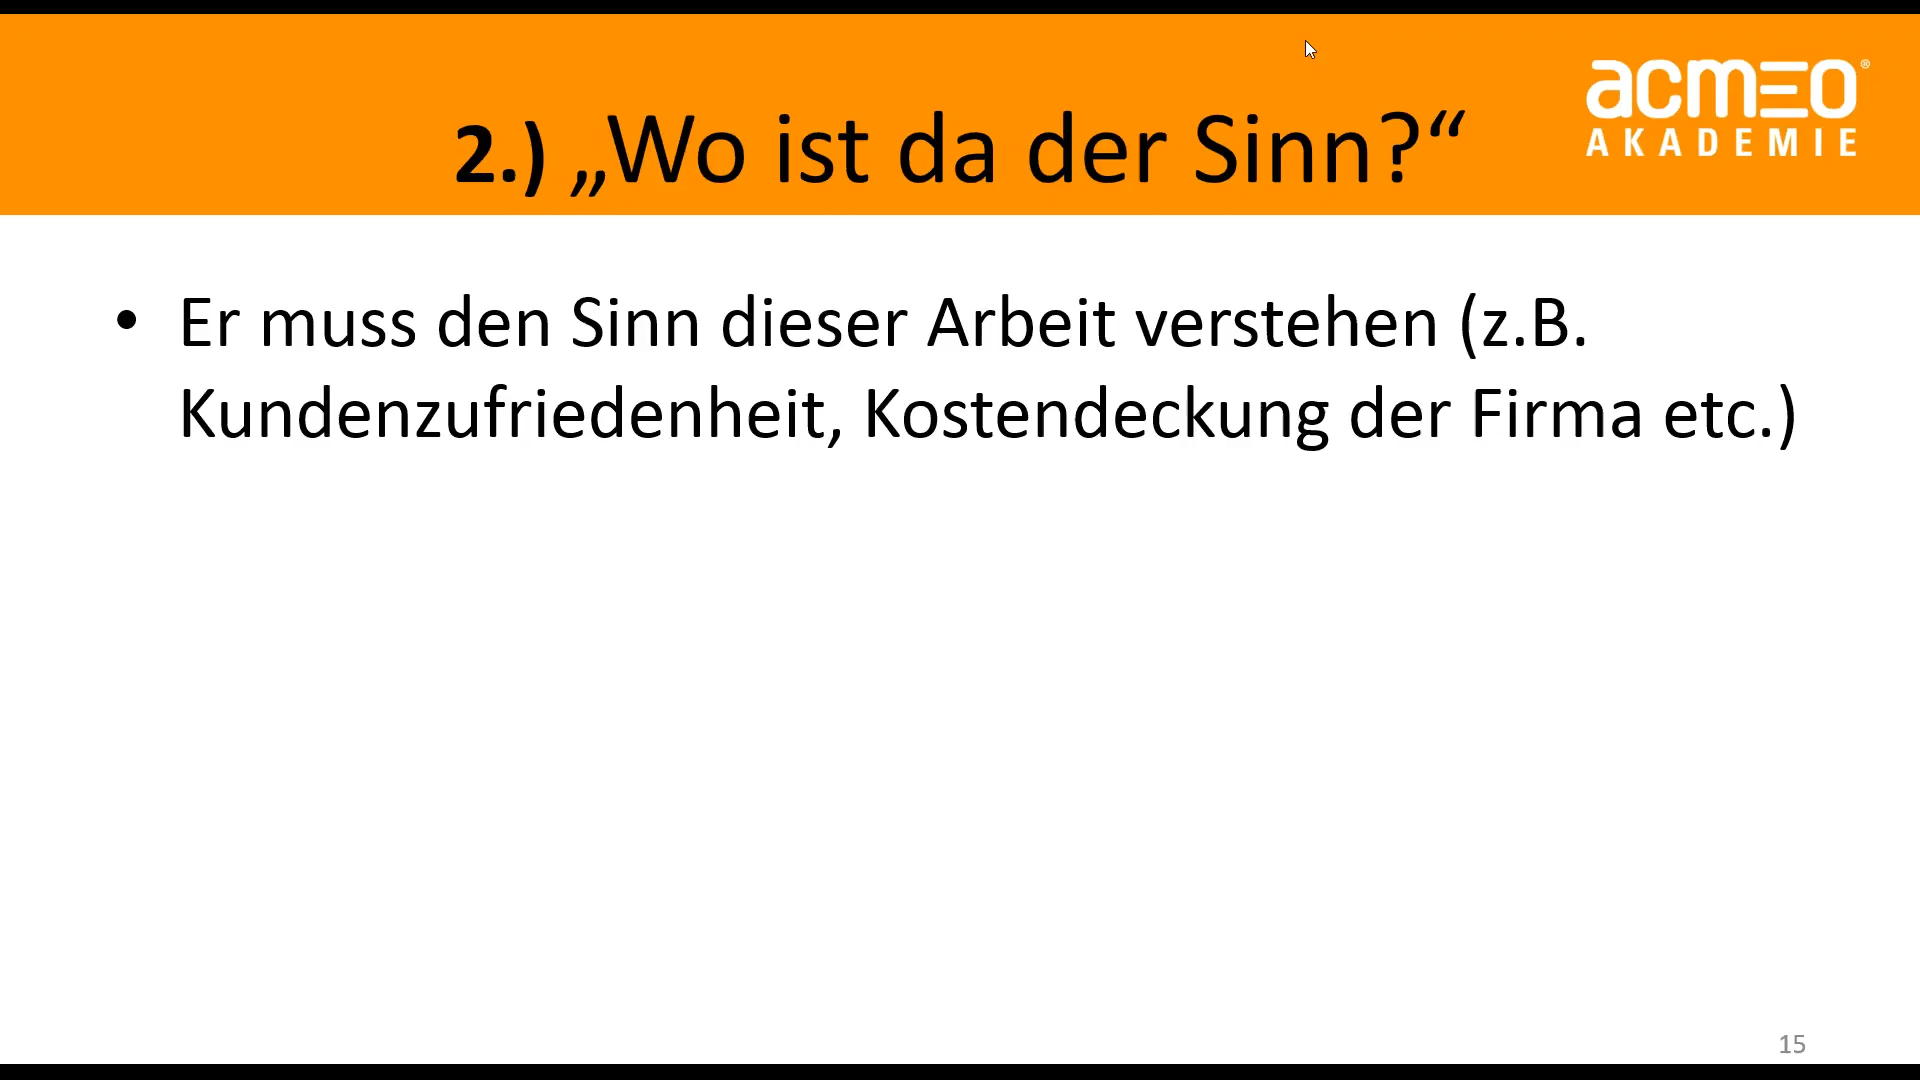 acmeo®
AKADEMIE
2.) „Wo ist da der Sinn?“
• Er muss den Sinn dieser Arbeit verstehen (z.B.
Kundenzufriedenheit, Kostendeckung der Firma etc.)
15